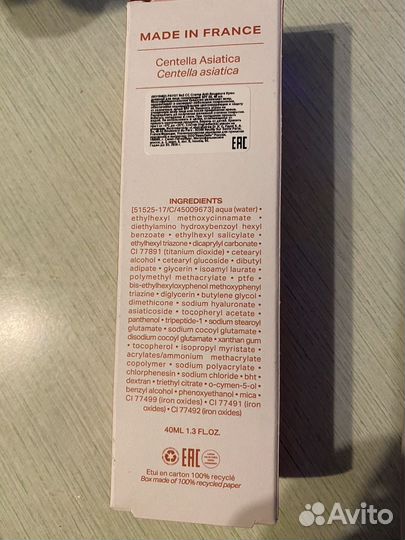 MADE IN FRANCE
Centella Asiatica
Centella asiatica
EAC
INGREDIENTS
[51525-17/C/45009673] aqua (water) •
ethylhexyl methoxycinnamate •
diethylamino hydroxybenzoyl hexyl
benzoate • ethylhexyl salicylate •
ethylhexyl triazone • dicaprylyl carbonate •
CI 77891 (titanium dioxide) • cetearyl
alcohol • cetearyl glucoside • dibutyl
adipate • glycerin • isoamyl laurate •
polymethyl methacrylate • ptfe •
bis-ethylhexyloxyphenol methoxyphenyl
triazine • diglycerin • butylene glycol •
dimethicone • sodium hyaluronate •
asiaticoside • tocopheryl acetate •
panthenol • tripeptide-1 • sodium stearoyl
glutamate • sodium cocoyl glutamate •
disodium cocoyl glutamate • xanthan gum
• tocopherol • isopropyl myristate •
acrylates/ammonium methacrylate
copolymer • sodium polyacrylate •
chlorphenesin • sodium chloride • bht •
dextran • triethyl citrate • o-cymen-5-ol •
benzyl alcohol • phenoxyethanol • mica •
CI 77499 (iron oxides) • CI 77491 (iron
oxides) • CI 77492 (iron oxides)
40ML 1.3 FL.OZ.
EAC
Etui en carton 100% recyclé
Box made of 100% recycled paper
Avito